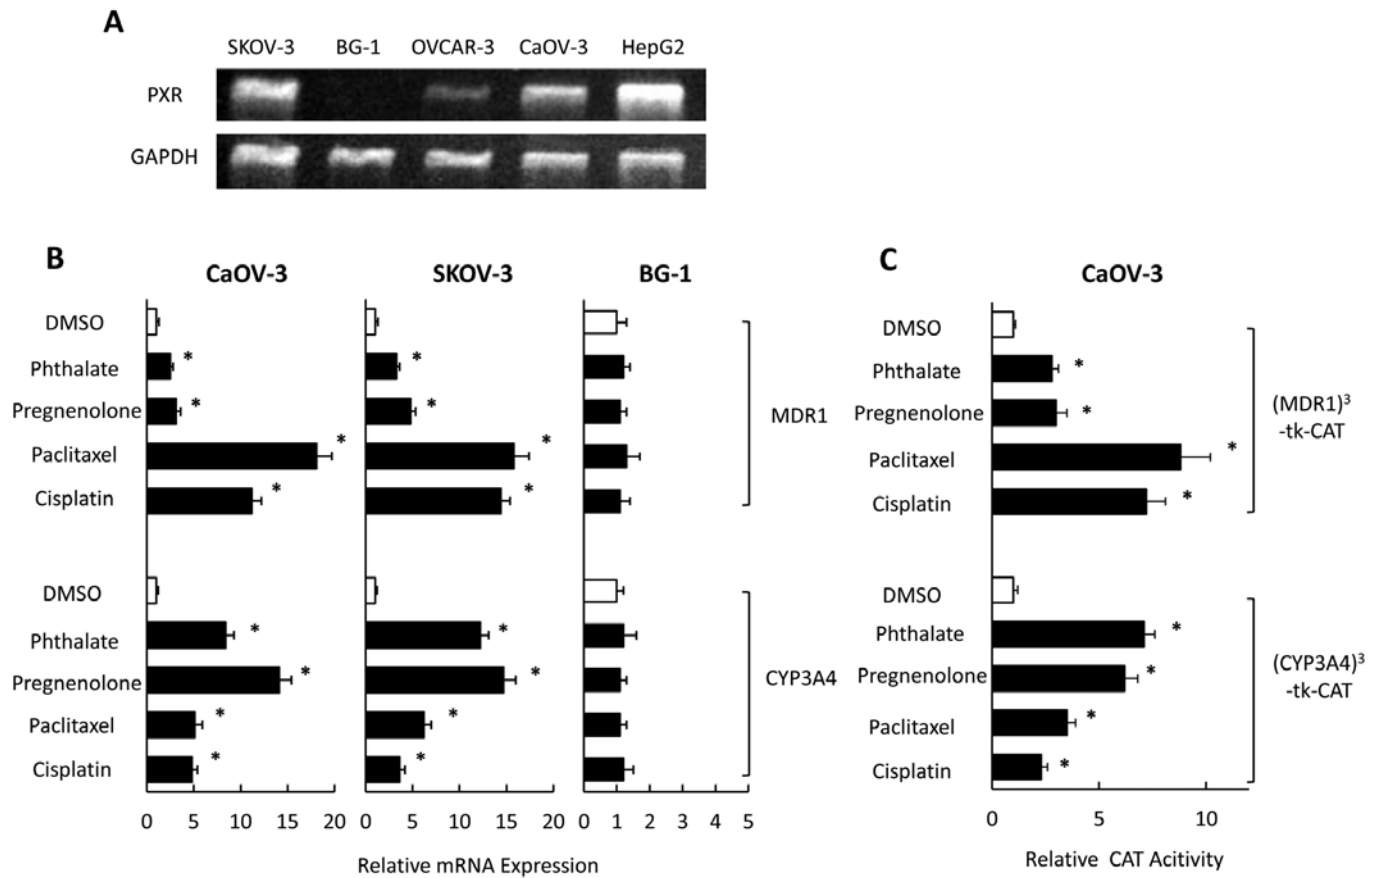 A
SKOV-3 BG-1 OVCAR-3 CaOV-3 HepG2
PXR
GAPDH
B
CaOV-3 SKOV-3 BG-1
DMSO
Phthalate *  *
Pregnenolone *  *
Paclitaxel *  *
Cisplatin *  *
MDR1
DMSO
Phthalate *  *
Pregnenolone *  *
Paclitaxel *  *
Cisplatin *  *
CYP3A4
0 5 10 15 20 0 5 10 15 20 0 1 2 3 4 5
Relative mRNA Expression
C
CaOV-3
DMSO
Phthalate *
Pregnenolone *
Paclitaxel *
Cisplatin *
(MDR1)³
-tk-CAT
DMSO
Phthalate *
Pregnenolone *
Paclitaxel *
Cisplatin *
(CYP3A4)³
-tk-CAT
0 5 10
Relative CAT Acitivity